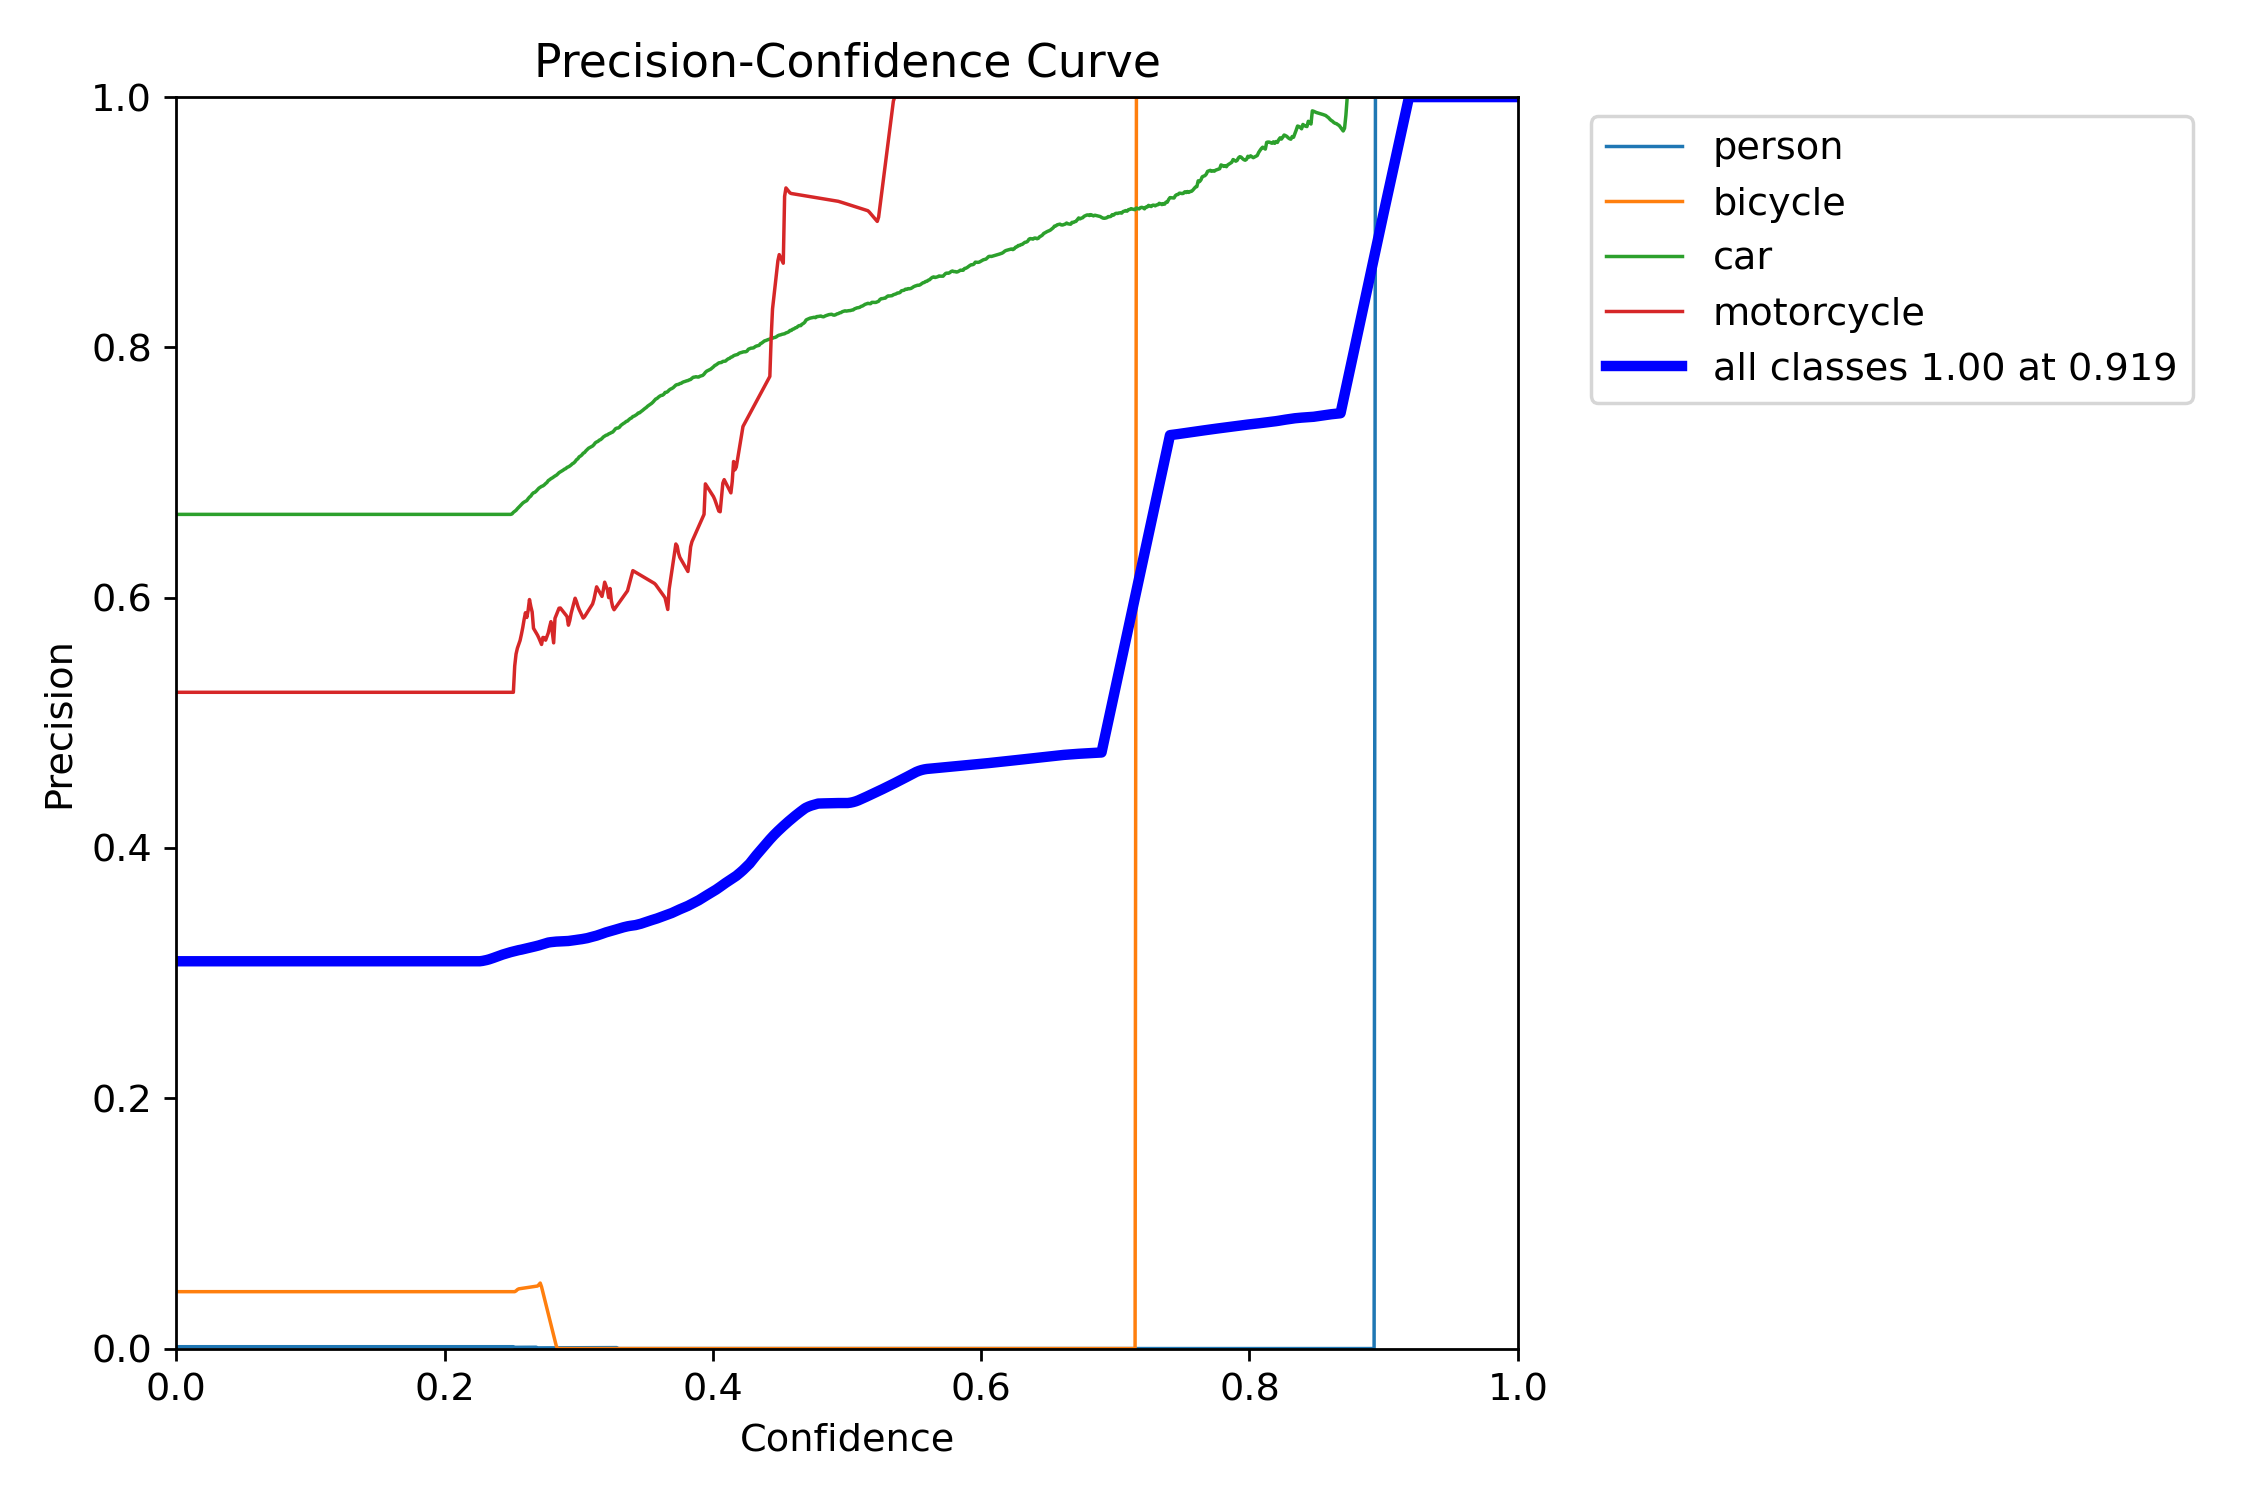 Precision-Confidence Curve
1.0
0.8
0.6
0.4
0.2
0.0
Precision
0.0 0.2 0.4 0.6 0.8 1.0
Confidence
person
bicycle
car
motorcycle
all classes 1.00 at 0.919